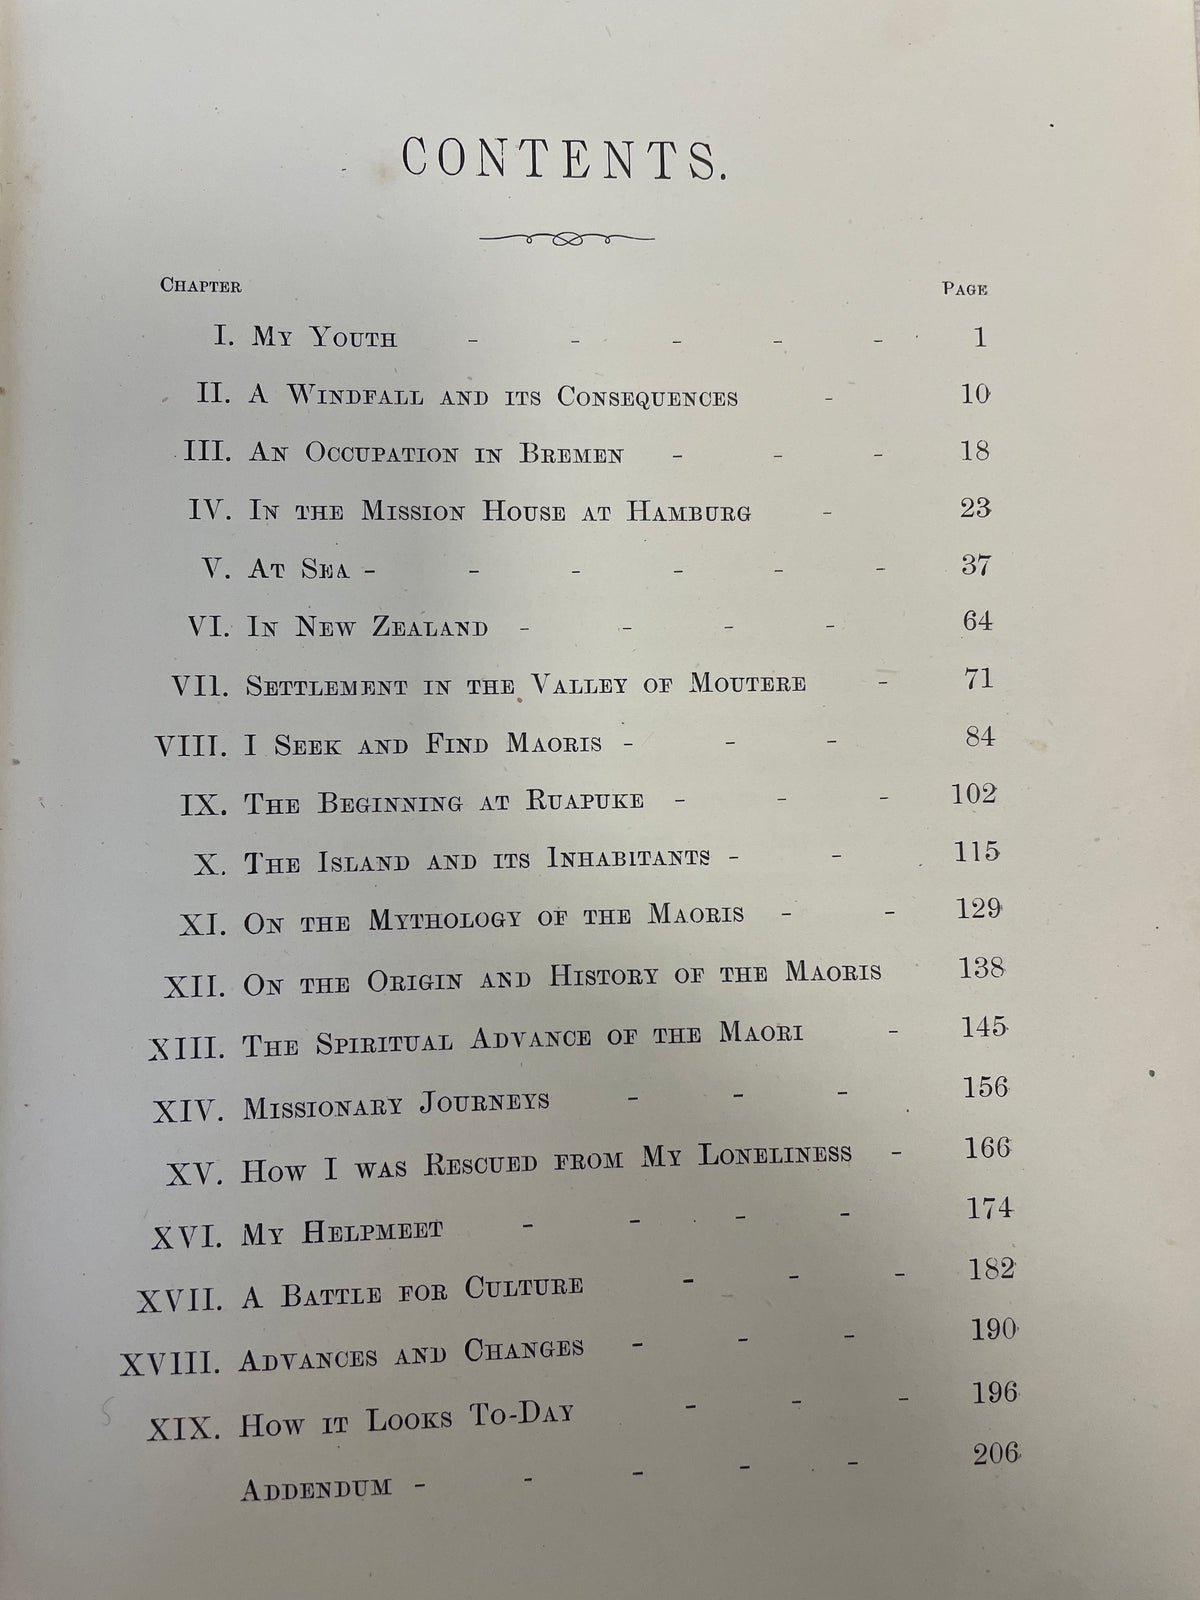 CONTENTS.
CHAPTER PAGE
I. MY YOUTH - - - - - 1
II. A WINDFALL AND ITS CONSEQUENCES - 10
III. AN OCCUPATION IN BREMEN - - - 18
IV. IN THE MISSION HOUSE AT HAMBURG - 23
V. AT SEA - - - - - - 37
VI. IN NEW ZEALAND - - - - 64
VII. SETTLEMENT IN THE VALLEY OF MOUTERE - 71
VIII. I SEEK AND FIND MAORIS - - - 84
IX. THE BEGINNING AT RUAPUKE - - - 102
X. THE ISLAND AND ITS INHABITANTS - - 115
XI. ON THE MYTHOLOGY OF THE MAORIS - - 129
XII. ON THE ORIGIN AND HISTORY OF THE MAORIS 138
XIII. THE SPIRITUAL ADVANCE OF THE MAORI - 145
XIV. MISSIONARY JOURNEYS - - - 156
XV. HOW I WAS RESCUED FROM MY LONELINESS - 166
XVI. MY HELPMEET - - - - 174
XVII. A BATTLE FOR CULTURE - - - 182
XVIII. ADVANCES AND CHANGES - - - 190
XIX. HOW IT LOOKS TO-DAY - - - 196
ADDENDUM - - - - - 206